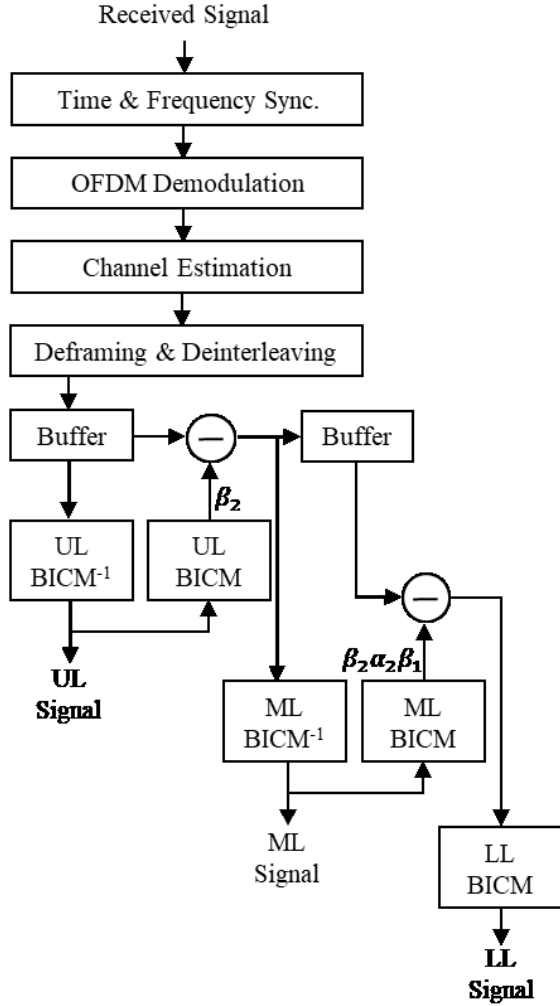 Received Signal
Time & Frequency Sync.
OFDM Demodulation
Channel Estimation
Deframing & Deinterleaving
Buffer
−
Buffer
β₂
UL
BICM⁻¹
UL
BICM
−
UL
Signal
β₂α₂β₁
ML
BICM⁻¹
ML
BICM
ML
Signal
LL
BICM
LL
Signal